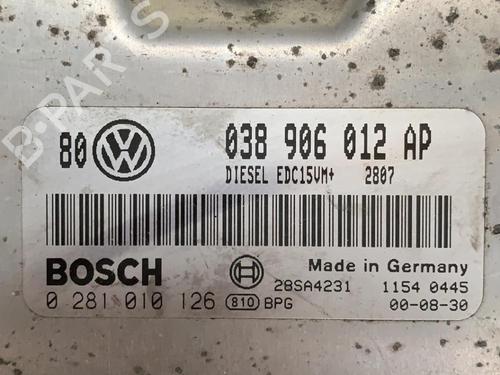 80 VW 038 906 012 AP
DIESEL EDC15VM+ 2807
BOSCH Made in Germany
28SA4231 1154 0445
0 281 010 126 810 BPG 00-08-30
B-PARTS